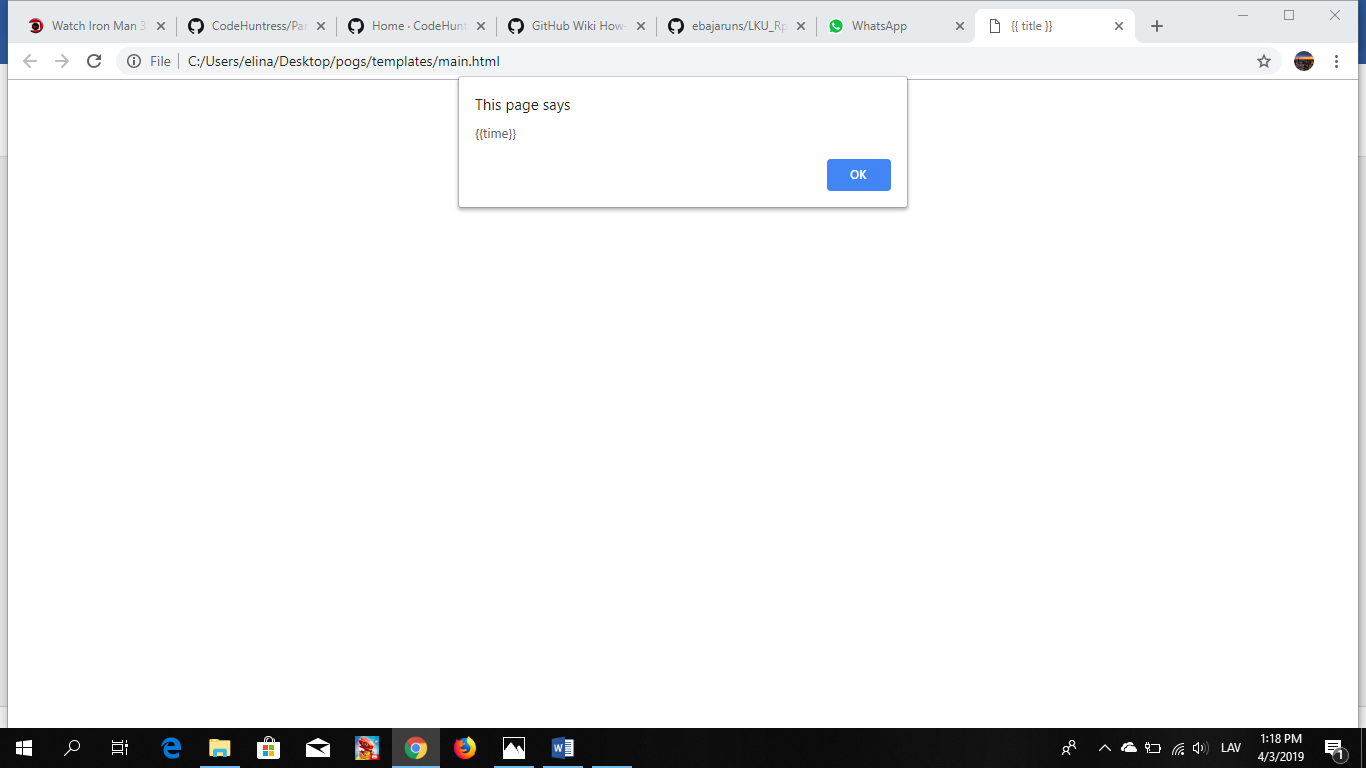 Watch Iron Man 3
CodeHuntress/Par
Home · CodeHunt
GitHub Wiki How-
ebajaruns/LKU_Rp
WhatsApp
{{ title }}
File
C:/Users/elina/Desktop/pogs/templates/main.html
This page says
{{time}}
OK
LAV
1:18 PM
4/3/2019
1